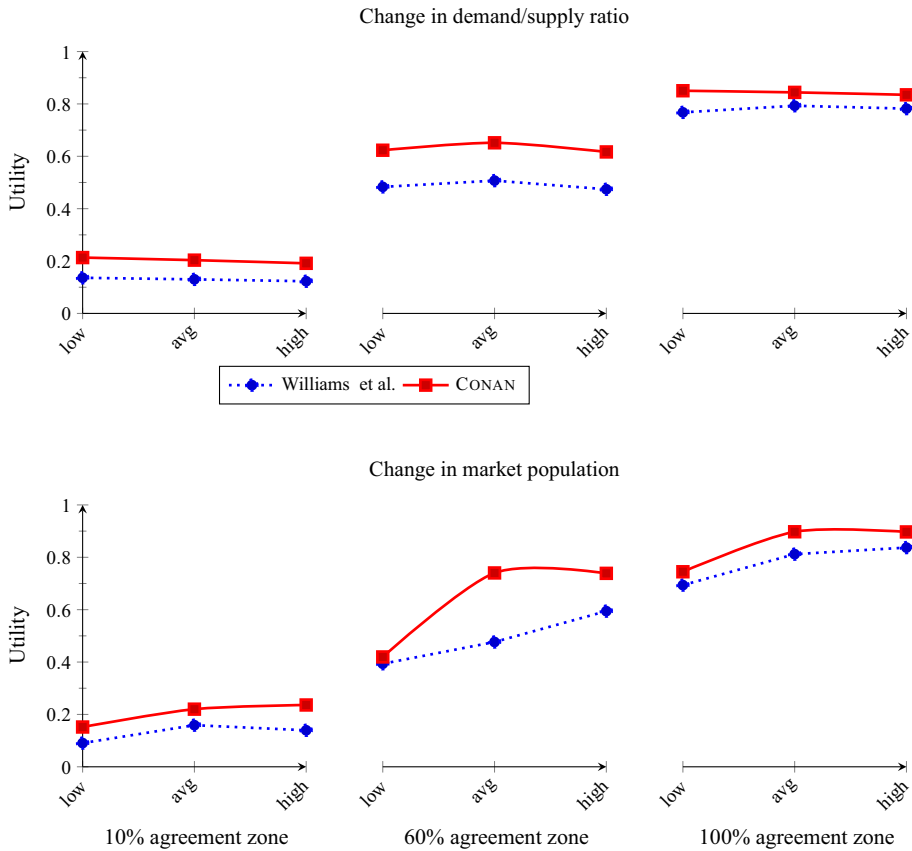 Change in demand/supply ratio
1
0.8
0.6
0.4
0.2
0
Utility
low avg high low avg high low avg high
Williams et al. CONAN
Change in market population
1
0.8
0.6
0.4
0.2
0
Utility
low avg high low avg high low avg high
10% agreement zone 60% agreement zone 100% agreement zone